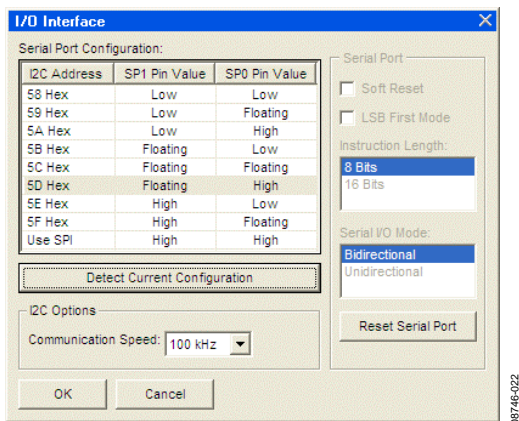 I/O Interface
Serial Port Configuration:
I2C Address SP1 Pin Value SP0 Pin Value
58 Hex Low Low
59 Hex Low Floating
5A Hex Low High
5B Hex Floating Low
5C Hex Floating Floating
5D Hex Floating High
5E Hex High Low
5F Hex High Floating
Use SPI High High
Detect Current Configuration
I2C Options
Communication Speed: 100 kHz
OK Cancel
Serial Port
Soft Reset
LSB First Mode
Instruction Length:
8 Bits
16 Bits
Serial I/O Mode:
Bidirectional
Unidirectional
Reset Serial Port
08746-022